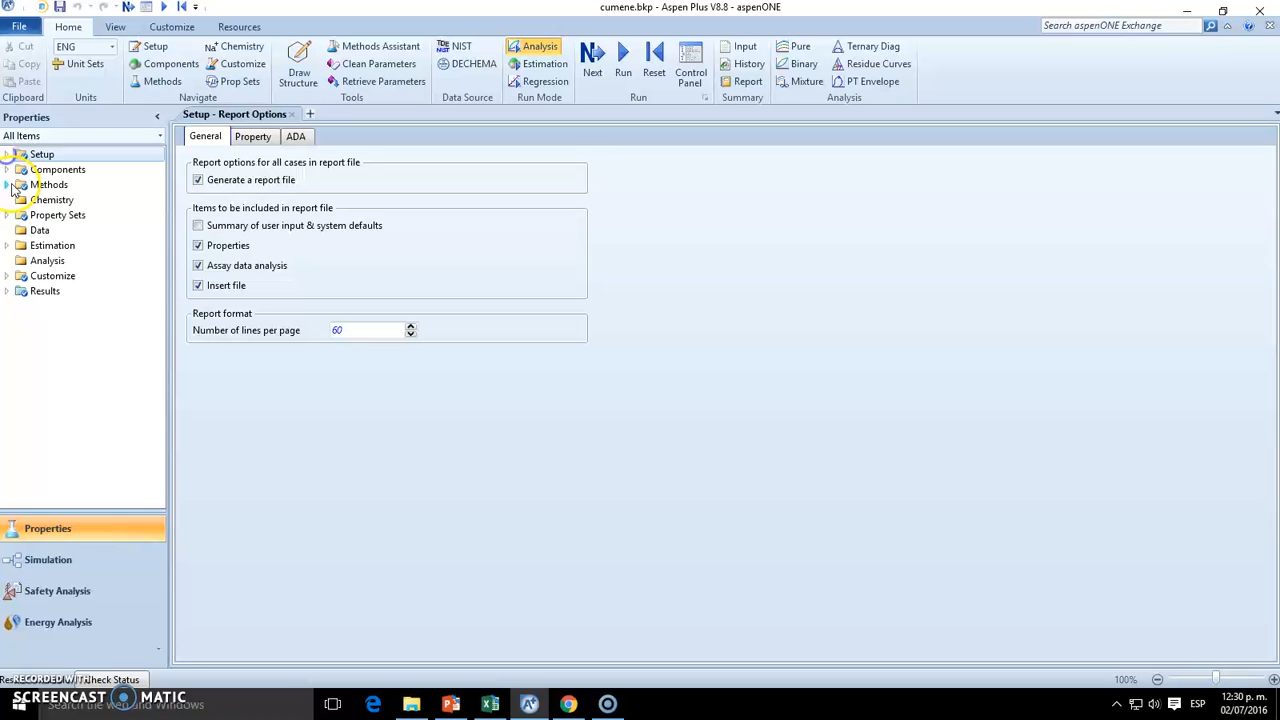 cumene.bkp - Aspen Plus V8.8 - aspenONE
File Home View Customize Resources
Search aspenONE Exchange
Cut ENG Setup Chemistry Methods Assistant NIST Analysis Input Pure Ternary Diag
Copy Unit Sets Components Customize Clean Parameters DECHEMA Estimation History Binary Residue Curves
Paste Methods Prop Sets Draw Structure Retrieve Parameters Regression Next Run Reset Control Panel Report Mixture PT Envelope
Clipboard Units Navigate Tools Data Source Run Mode Run Summary Analysis
Properties
Setup - Report Options
All Items
General Property ADA
Setup
Components
Methods
Chemistry
Property Sets
Data
Estimation
Analysis
Customize
Results
Report options for all cases in report file
Generate a report file
Items to be included in report file
Summary of user input & system defaults
Properties
Assay data analysis
Insert file
Report format
Number of lines per page 60
Properties
Simulation
Safety Analysis
Energy Analysis
RECORDED WITH
Check Status
100%
SCREENCAST MATIC
Search the web and Windows
ESP
12:30 p. m.
02/07/2016